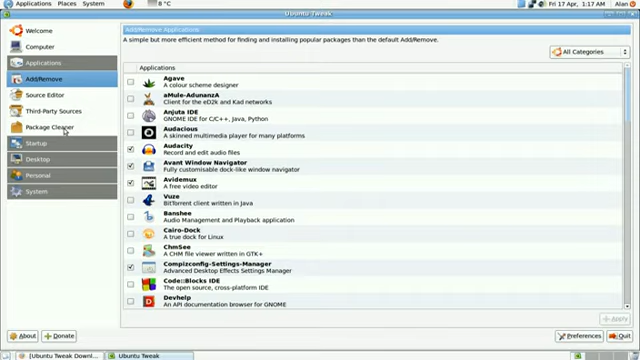 Applications Places System 8 °C Fri 17 Apr, 1:17 AM Alan
Ubuntu Tweak
Welcome
Computer
Applications
Add/Remove
Source Editor
Third-Party Sources
Package Cleaner
Startup
Desktop
Personal
System
Add/Remove Applications
A simple but more efficient method for finding and installing popular packages than the default Add/Remove.
All Categories
Applications
Agave
A colour scheme designer
aMule-AdunanzA
Client for the eD2k and Kad networks
Anjuta IDE
GNOME IDE for C/C++, Java, Python
Audacious
A skinned multimedia player for many platforms
Audacity
Record and edit audio files
Avant Window Navigator
Fully customisable dock-like window navigator
Avidemux
A free video editor
Vuze
BitTorrent client written in Java
Banshee
Audio Management and Playback application
Cairo-Dock
A true dock for Linux
ChmSee
A CHM file viewer written in GTK+
Compizconfig-Settings-Manager
Advanced Desktop Effects Settings Manager
Code::Blocks IDE
The open source, cross-platform IDE
Devhelp
An API documentation browser for GNOME
Apply
About Donate Preferences Quit
[Ubuntu Tweak Downl... Ubuntu Tweak